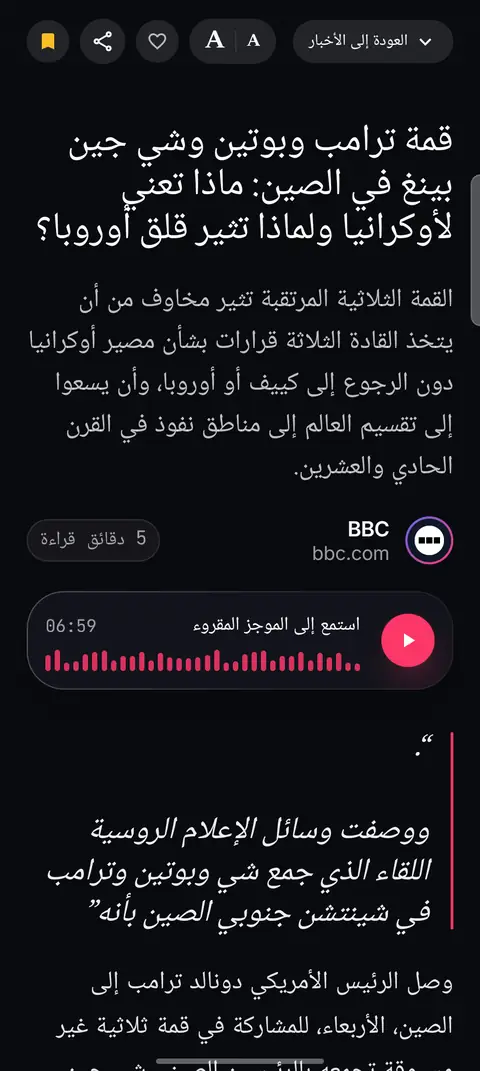 العودة إلى الأخبار
A A
قمة ترامب وبوتين وشي جين
بينغ في الصين: ماذا تعني
لأوكرانيا ولماذا تثير قلق أوروبا؟
القمة الثلاثية المرتقبة تثير مخاوف من أن
يتخذ القادة الثلاثة قرارات بشأن مصير أوكرانيا
دون الرجوع إلى كييف أو أوروبا، وأن يسعوا
إلى تقسيم العالم إلى مناطق نفوذ في القرن
الحادي والعشرين.
BBC
bbc.com
5 دقائق قراءة
استمع إلى الموجز المقروء
06:59
“.
ووصفت وسائل الإعلام الروسية
اللقاء الذي جمع شي وبوتين وترامب
في شينتشن جنوبي الصين بأنه”
وصل الرئيس الأمريكي دونالد ترامب إلى
الصين، الأربعاء، للمشاركة في قمة ثلاثية غير